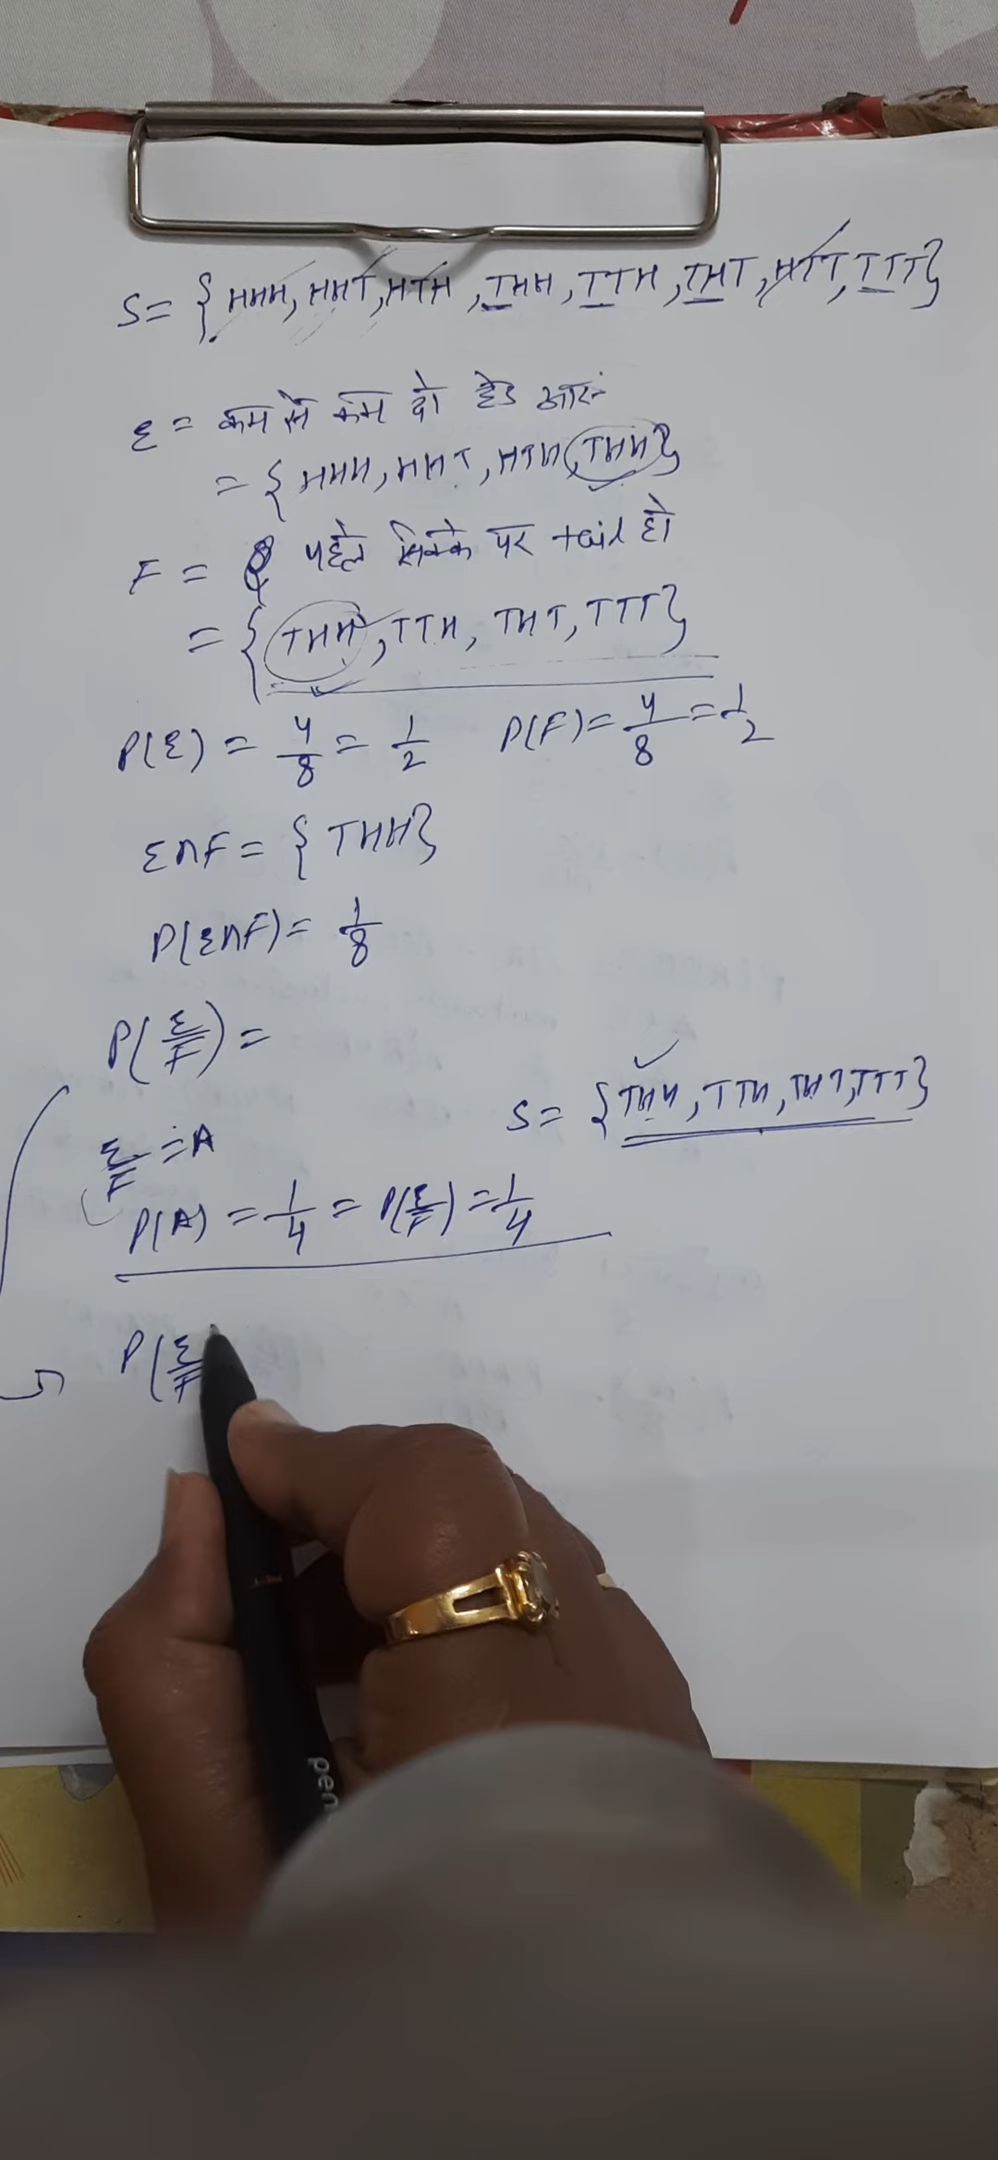 S = { HHH, HHT, HTH, THH, TTH, THT, HTT, TTT}
E = कम से कम दो हेड आए
= { HHH, HHT, HTH, THH}
F = पहले सिक्के पर tail हो
= { THH, TTH, THT, TTT}
P(E) = 4/8 = 1/2 P(F) = 4/8 = 1/2
E∩F = { THH}
P(E∩F) = 1/8
P(E/F) =
S = {THH, TTH, THT, TTT}
E/F = A
P(A) = 1/4 = P(E/F) = 1/4
P(E/F
pen